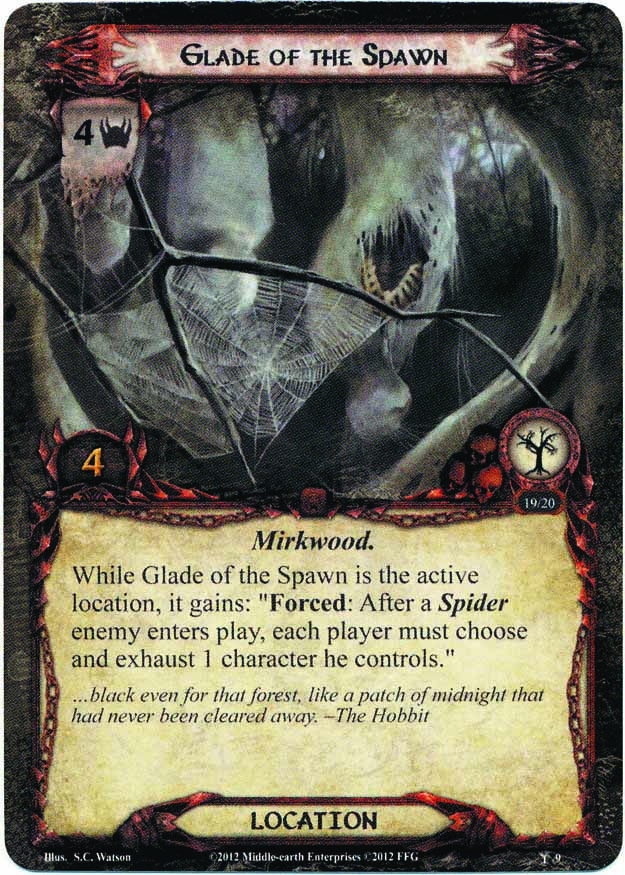 Glade of the Spawn
4
4
19/20
Mirkwood.
While Glade of the Spawn is the active
location, it gains: "Forced: After a Spider
enemy enters play, each player must choose
and exhaust 1 character he controls."
...black even for that forest, like a patch of midnight that
had never been cleared away. –The Hobbit
LOCATION
Illus. S.C. Watson ©2012 Middle-earth Enterprises ©2012 FFG 9